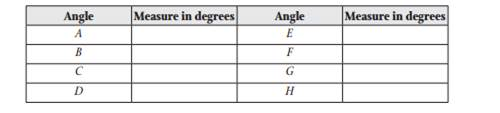 Angle Measure in degrees Angle Measure in degrees
A E
B F
C G
D H